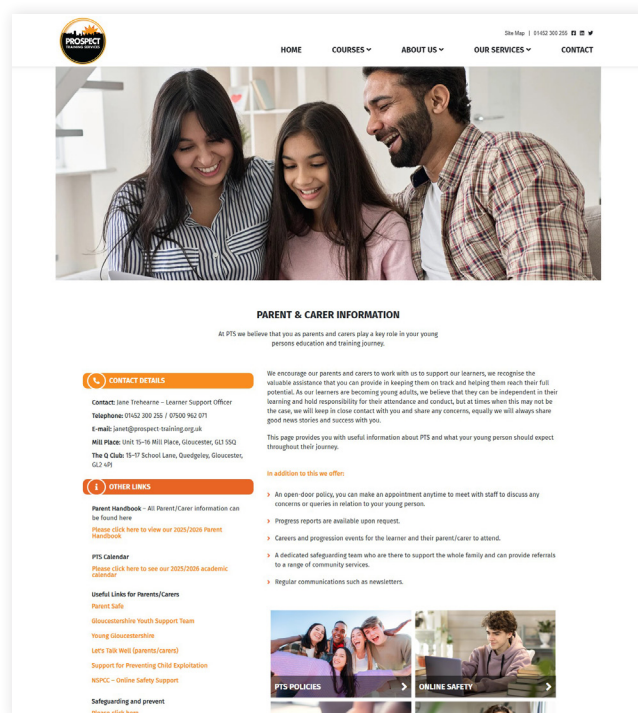 PROSPECT
TRAINING SERVICES
Site Map | 01452 300 255
HOME COURSES ABOUT US OUR SERVICES CONTACT
PARENT & CARER INFORMATION
At PTS we believe that you as parents and carers play a key role in your young
persons education and training journey.
CONTACT DETAILS
Contact: Jane Trehearne – Learner Support Officer
Telephone: 01452 300 255 / 07500 962 071
E-mail: janet@prospect-training.org.uk
Mill Place: Unit 15-16 Mill Place, Gloucester, GL1 5SQ
The Q Club: 15-17 School Lane, Quedgeley, Gloucester,
GL2 4PJ
OTHER LINKS
Parent Handbook – All Parent/Carer information can
be found here
Please click here to view our 2025/2026 Parent
Handbook
PTS Calendar
Please click here to see our 2025/2026 academic
calendar
Useful Links for Parents/Carers
Parent Safe
Gloucestershire Youth Support Team
Young Gloucestershire
Let's Talk Well (parents/carers)
Support for Preventing Child Exploitation
NSPCC – Online Safety Support
Safeguarding and prevent
Please click here
We encourage our parents and carers to work with us to support our learners, we recognise the
valuable assistance that you can provide in keeping them on track and helping them reach their full
potential. As our learners are becoming young adults, we believe that they can be independent in their
learning and hold responsibility for their attendance and conduct, but at times when this may not be
the case, we will keep in close contact with you and share any concerns, equally we will always share
good news stories and success with you.
This page provides you with useful information about PTS and what your young person should expect
throughout their journey.
In addition to this we offer:
An open-door policy, you can make an appointment anytime to meet with staff to discuss any
concerns or queries in relation to your young person.
Progress reports are available upon request.
Careers and progression events for the learner and their parent/carer to attend.
A dedicated safeguarding team who are there to support the whole family and can provide referrals
to a range of community services.
Regular communications such as newsletters.
PTS POLICIES
ONLINE SAFETY